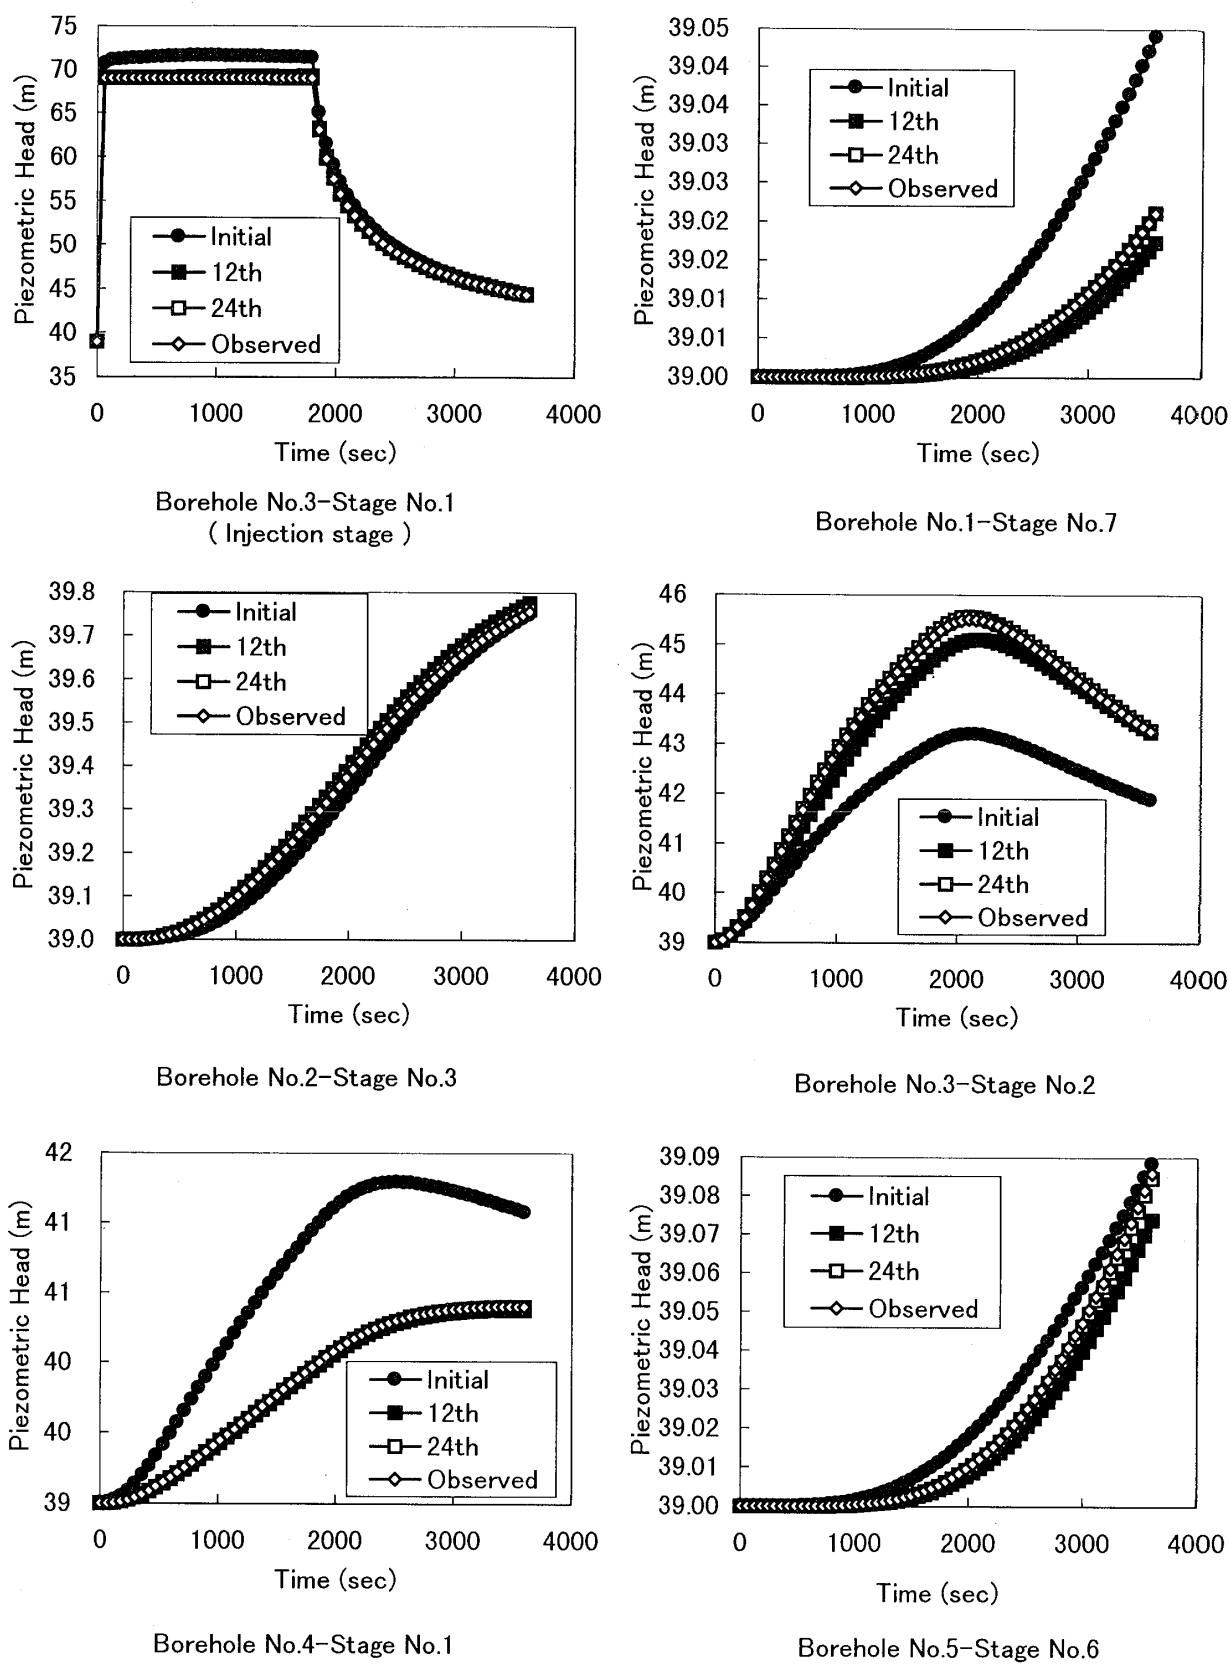 75
70
65
60
55
50
45
40
35
Piezometric Head (m)
Initial
12th
24th
Observed
0 1000 2000 3000 4000
Time (sec)
Borehole No.3-Stage No.1
( Injection stage )
39.05
39.04
39.04
39.03
39.03
39.02
39.02
39.01
39.01
39.00
Piezometric Head (m)
Initial
12th
24th
Observed
0 1000 2000 3000 4000
Time (sec)
Borehole No.1-Stage No.7
39.8
39.7
39.6
39.5
39.4
39.3
39.2
39.1
39.0
Piezometric Head (m)
Initial
12th
24th
Observed
0 1000 2000 3000 4000
Time (sec)
Borehole No.2-Stage No.3
46
45
44
43
42
41
40
39
Piezometric Head (m)
Initial
12th
24th
Observed
0 1000 2000 3000 4000
Time (sec)
Borehole No.3-Stage No.2
42
41
41
40
40
39
Piezometric Head (m)
Initial
12th
24th
Observed
0 1000 2000 3000 4000
Time (sec)
Borehole No.4-Stage No.1
39.09
39.08
39.07
39.06
39.05
39.04
39.03
39.02
39.01
39.00
Piezometric Head (m)
Initial
12th
24th
Observed
0 1000 2000 3000 4000
Time (sec)
Borehole No.5-Stage No.6